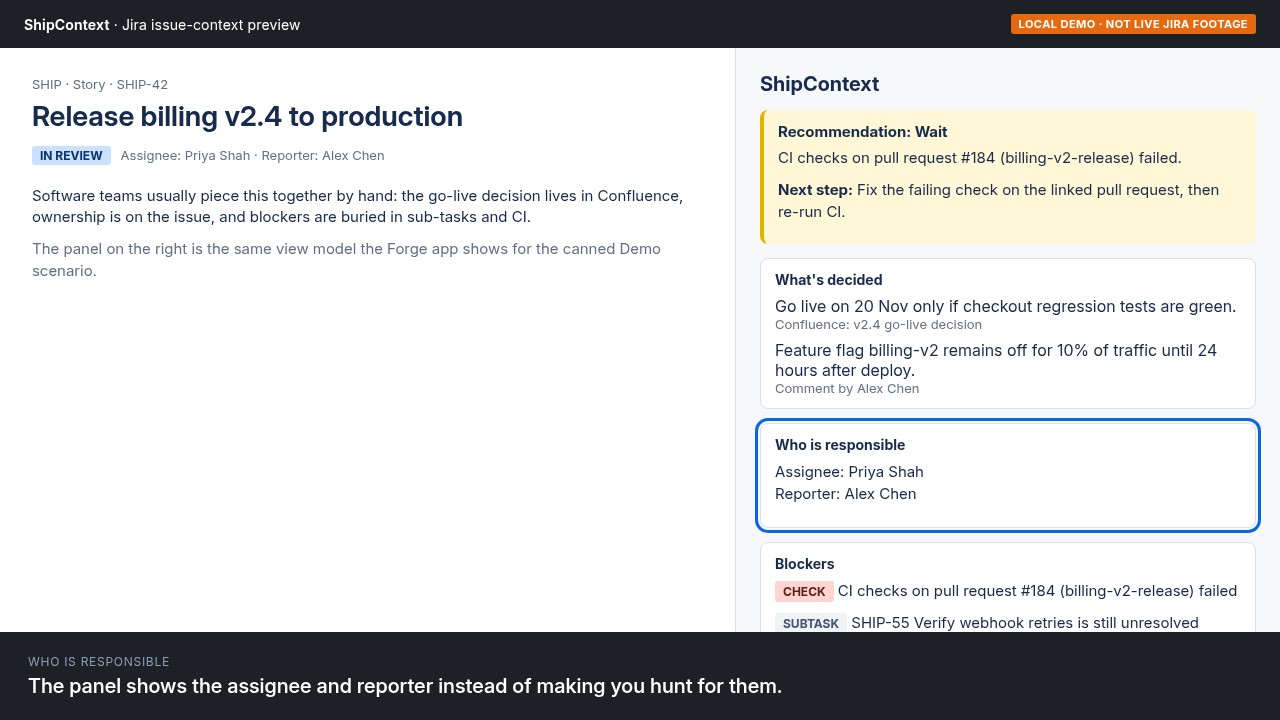 ShipContext · Jira issue-context preview
LOCAL DEMO · NOT LIVE JIRA FOOTAGE
SHIP · Story · SHIP-42
Release billing v2.4 to production
IN REVIEW Assignee: Priya Shah · Reporter: Alex Chen
Software teams usually piece this together by hand: the go-live decision lives in Confluence,
ownership is on the issue, and blockers are buried in sub-tasks and CI.
The panel on the right is the same view model the Forge app shows for the canned Demo
scenario.
ShipContext
Recommendation: Wait
CI checks on pull request #184 (billing-v2-release) failed.
Next step: Fix the failing check on the linked pull request, then
re-run CI.
What's decided
Go live on 20 Nov only if checkout regression tests are green.
Confluence: v2.4 go-live decision
Feature flag billing-v2 remains off for 10% of traffic until 24
hours after deploy.
Comment by Alex Chen
Who is responsible
Assignee: Priya Shah
Reporter: Alex Chen
Blockers
CHECK CI checks on pull request #184 (billing-v2-release) failed
SUBTASK SHIP-55 Verify webhook retries is still unresolved
WHO IS RESPONSIBLE
The panel shows the assignee and reporter instead of making you hunt for them.